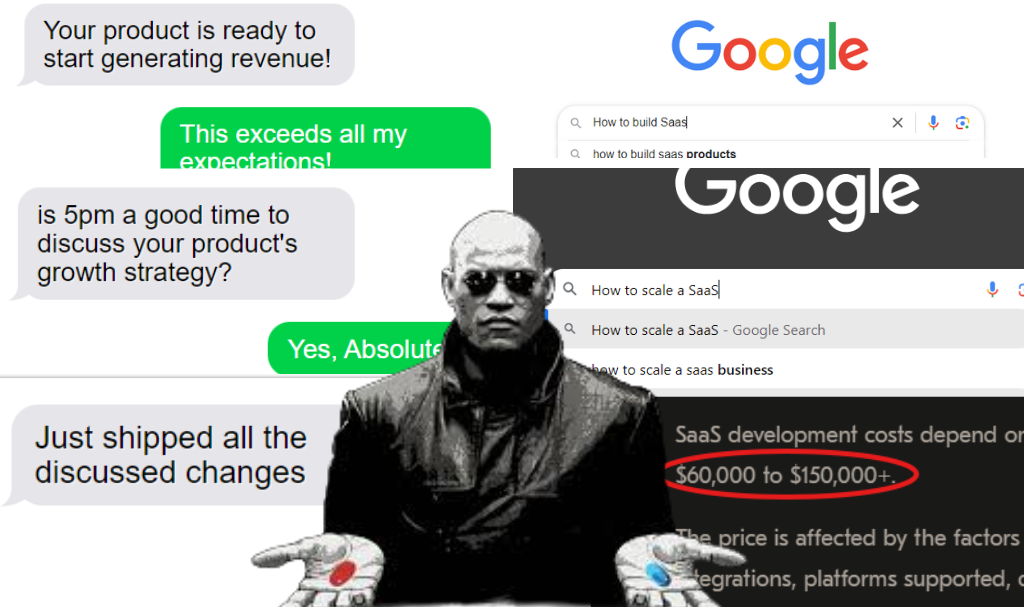 Your product is ready to
start generating revenue!
This exceeds all my
expectations!
is 5pm a good time to
discuss your product's
growth strategy?
Yes, Absolute
Just shipped all the
discussed changes
Google
How to build Saas
how to build saas products
Google
How to scale a SaaS
How to scale a SaaS - Google Search
how to scale a saas business
SaaS development costs depend on
$60,000 to $150,000+.
The price is affected by the factors
tegrations, platforms supported,